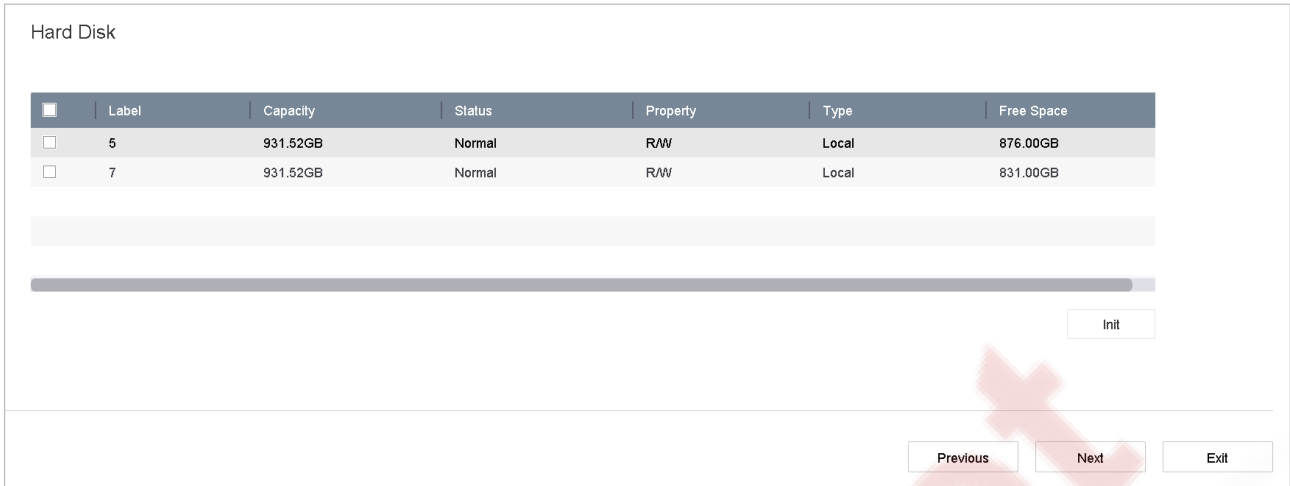 Hard Disk
Label Capacity Status Property Type Free Space
5 931.52GB Normal R/W Local 876.00GB
7 931.52GB Normal R/W Local 831.00GB
Init
Previous Next Exit